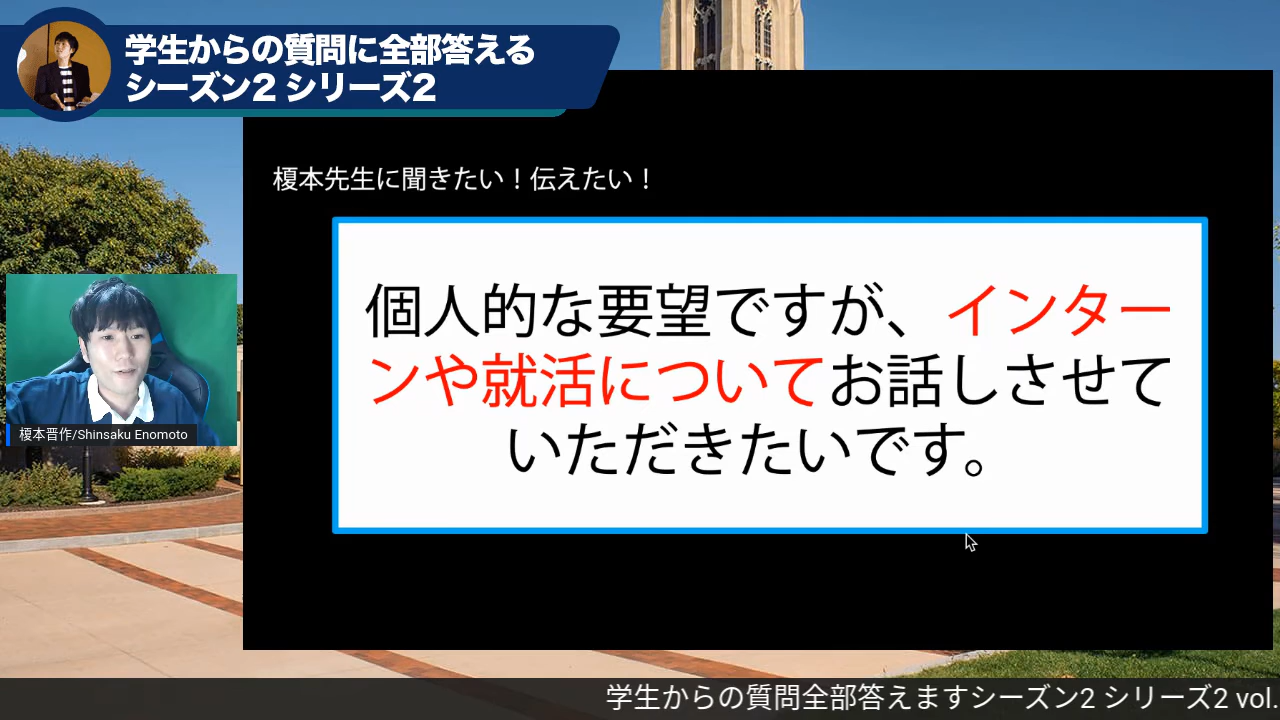 学生からの質問に全部答える
シーズン2 シリーズ2
榎本先生に聞きたい！伝えたい！
個人的な要望ですが、インター
ンや就活についてお話しさせて
いただきたいです。
榎本晋作/Shinsaku Enomoto
学生からの質問全部答えますシーズン2 シリーズ2 vol.